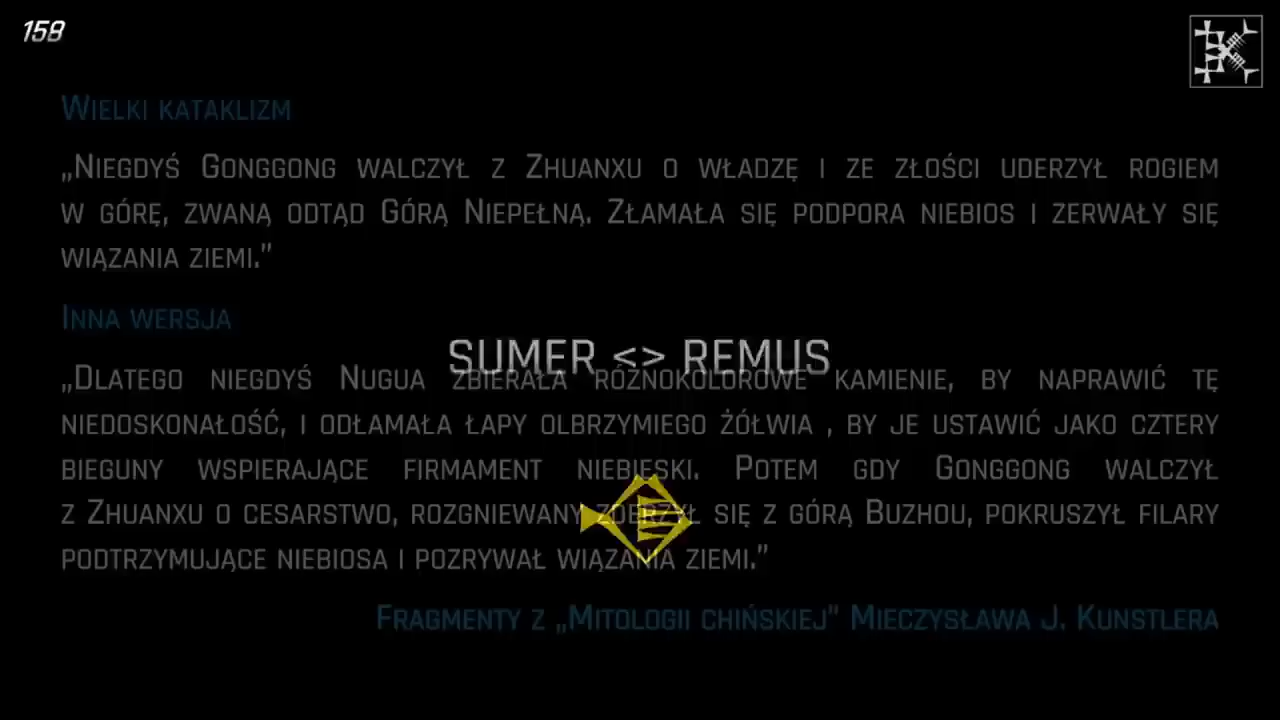 158
WIELKI KATAKLIZM
„NIEGDYŚ GONGGONG WALCZYŁ Z ZHUANXU O WŁADZĘ I ZE ZŁOŚCI UDERZYŁ ROGIEM
W GÓRĘ, ZWANĄ ODTĄD GÓRĄ NIEPEŁNĄ. ZŁAMAŁA SIĘ PODPORA NIEBIOS I ZERWAŁY SIĘ
WIĄZANIA ZIEMI.”
INNA WERSJA
SUMER <> REMUS
„DLATEGO NIEGDYŚ NUGUA ZBIERAŁA RÓŻNOKOLOROWE KAMIENIE, BY NAPRAWIĆ TĘ
NIEDOSKONAŁOŚĆ, I ODŁAMAŁA ŁAPY OLBRZYMIEGO ŻÓŁWIA , BY JE USTAWIĆ JAKO CZTERY
BIEGUNY WSPIERAJĄCE FIRMAMENT NIEBIESKI. POTEM GDY GONGGONG WALCZYŁ
Z ZHUANXU O CESARSTWO, ROZGNIEWANY ZDERZYŁ SIĘ Z GÓRĄ BUZHOU, POKRUSZYŁ FILARY
PODTRZYMUJĄCE NIEBIOSA I POZRYWAŁ WIĄZANIA ZIEMI.”
FRAGMENTY Z „MITOLOGII CHIŃSKIEJ” MIECZYSŁAWA J. KUNSTLERA